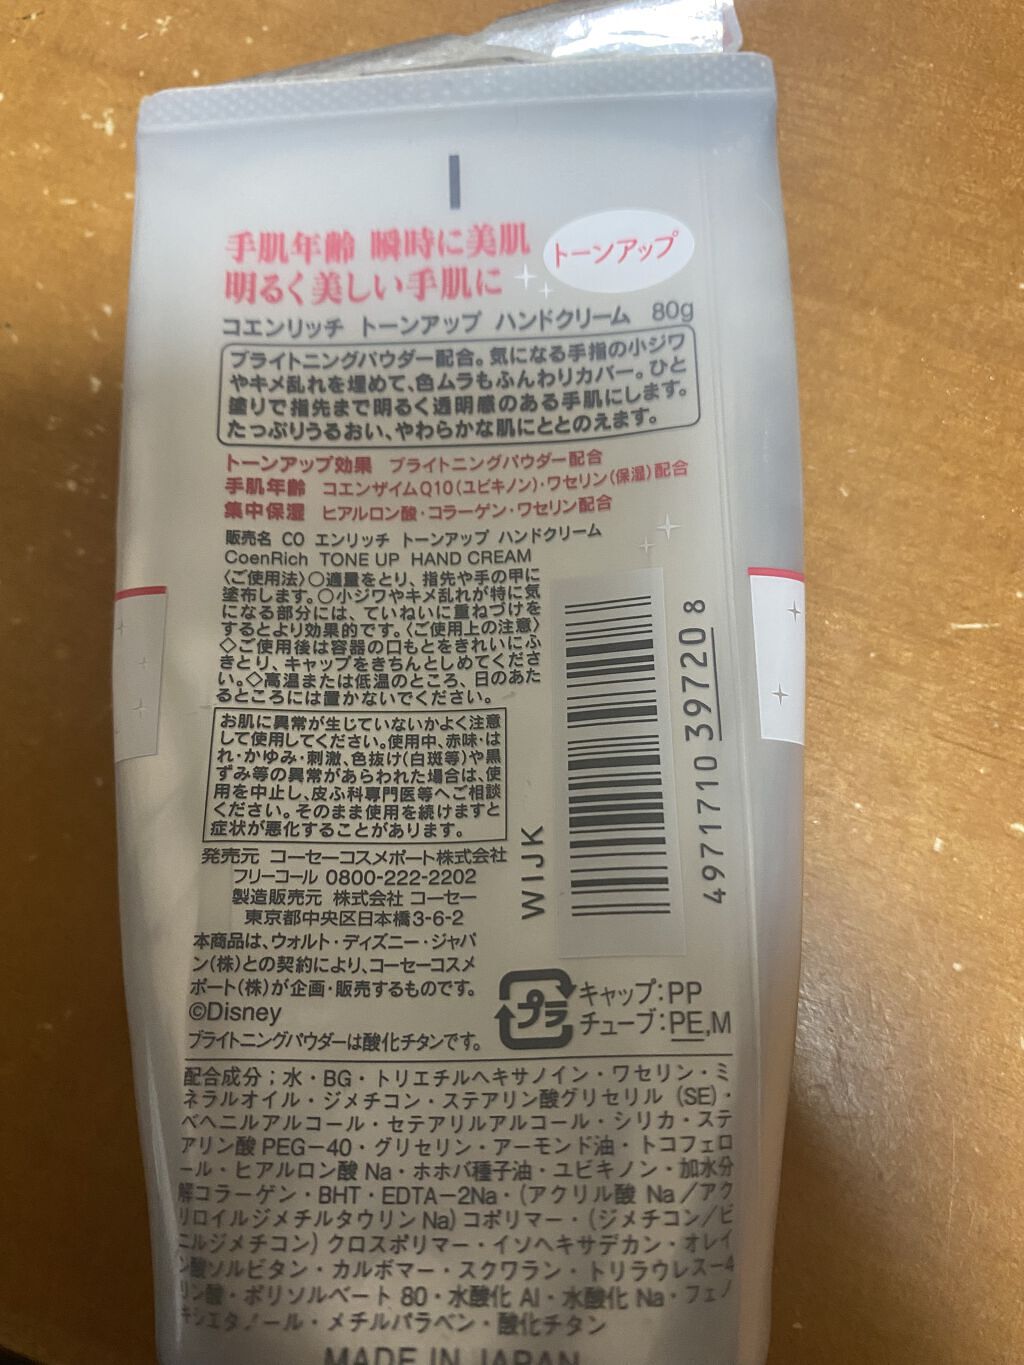 手肌年齢 瞬時に美肌
明るく美しい手肌に
トーンアップ
コエンリッチ トーンアップ ハンドクリーム 80g
ブライトニングパウダー配合。気になる手指の小ジワ
やキメ乱れを埋めて、色ムラもふんわりカバー。ひと
塗りで指先まで明るく透明感のある手肌にします。
たっぷりうるおい、やわらかな肌にととのえます。
トーンアップ効果 ブライトニングパウダー配合
手肌年齢 コエンザイムQ10(ユビキノン)・ワセリン(保湿)配合
集中保湿 ヒアルロン酸・コラーゲン・ワセリン配合
販売名 CO エンリッチ トーンアップ ハンドクリーム
CoenRich TONE UP HAND CREAM
〈ご使用法〉○適量をとり、指先や手の甲に
塗布します。○小ジワやキメ乱れが特に気
になる部分には、ていねいに重ねづけを
するとより効果的です。〈ご使用上の注意〉
◇ご使用後は容器の口もとをきれいにふ
きとり、キャップをきちんとしめてくださ
い。◇高温または低温のところ、日のあた
るところには置かないでください。
お肌に異常が生じていないかよく注意
して使用してください。使用中、赤味・は
れ・かゆみ・刺激、色抜け(白斑等)や黒
ずみ等の異常があらわれた場合は、使
用を中止し、皮ふ科専門医等へご相談
ください。そのまま使用を続けますと
症状が悪化することがあります。
発売元 コーセーコスメポート株式会社
フリーコール 0800-222-2202
製造販売元 株式会社 コーセー
東京都中央区日本橋3-6-2
本商品は、ウォルト・ディズニー・ジャパ
ン(株)との契約により、コーセーコスメ
ポート(株)が企画・販売するものです。
©Disney
ブライトニングパウダーは酸化チタンです。
WIJK
4971710 397208
プラ
キャップ:PP
チューブ:PE,M
配合成分;水・BG・トリエチルヘキサノイン・ワセリン・ミ
ネラルオイル・ジメチコン・ステアリン酸グリセリル (SE)・
ベヘニルアルコール・セテアリルアルコール・シリカ・ステ
アリン酸 PEG-40・グリセリン・アーモンド油・トコフェロ
ール・ヒアルロン酸 Na・ホホバ種子油・ユビキノン・加水分
解コラーゲン・BHT・EDTA-2Na・(アクリル酸 Na/アク
リロイルジメチルタウリン Na) コポリマー・(ジメチコン/ビ
ニルジメチコン) クロスポリマー・イソヘキサデカン・オレイ
ン酸ソルビタン・カルボマー・スクワラン・トリラウレス-4
リン酸・ポリソルベート 80・水酸化 Al・水酸化 Na・フェノ
キシエタノール・メチルパラベン・酸化チタン
MADE IN JAPAN